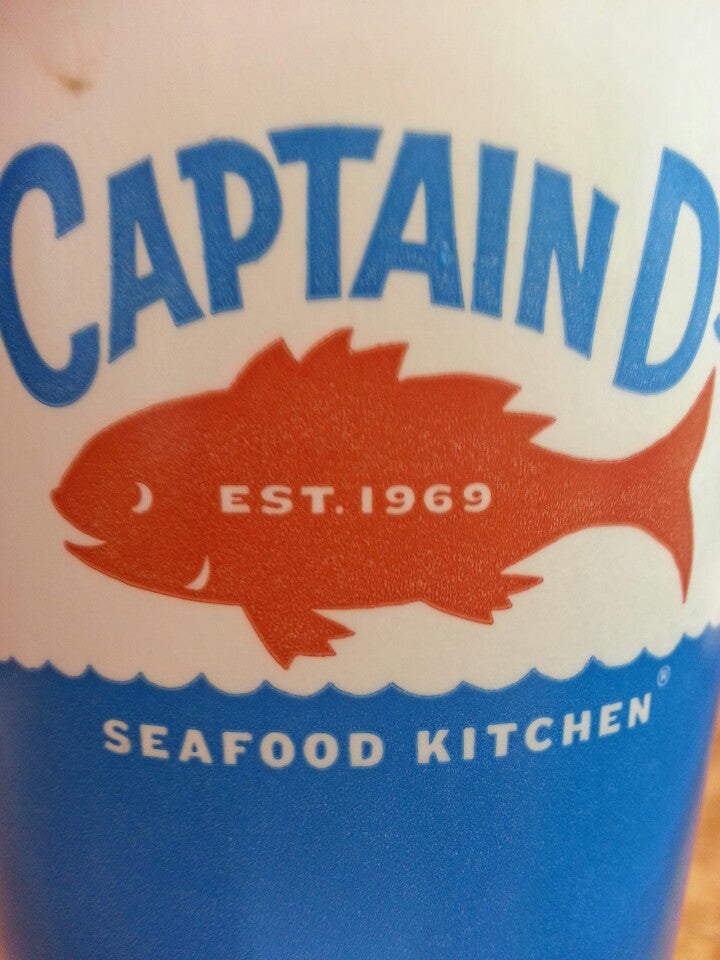 CAPTAIN D
EST. 1969
SEAFOOD KITCHEN®